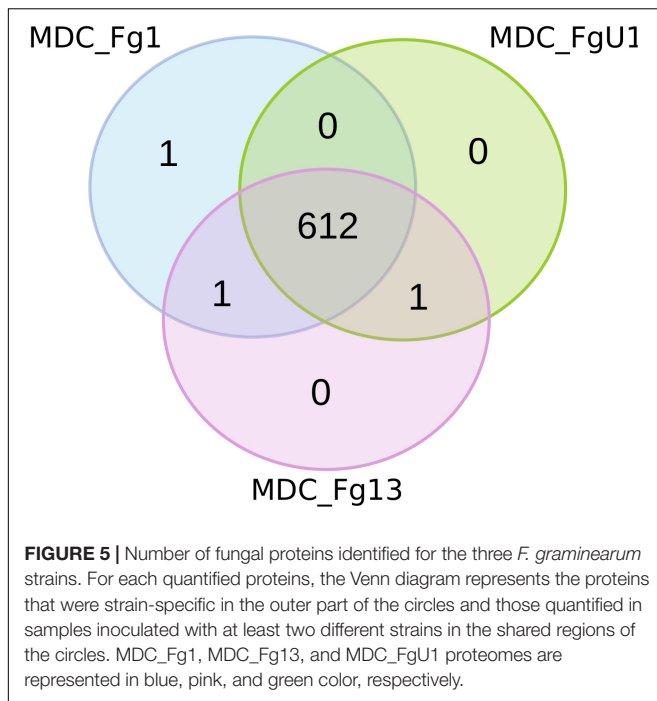 MDC_Fg1
MDC_FgU1
0
1
0
612
1
1
0
MDC_Fg13
FIGURE 5 | Number of fungal proteins identified for the three F. graminearum
strains. For each quantified proteins, the Venn diagram represents the proteins
that were strain-specific in the outer part of the circles and those quantified in
samples inoculated with at least two different strains in the shared regions of
the circles. MDC_Fg1, MDC_Fg13, and MDC_FgU1 proteomes are
represented in blue, pink, and green color, respectively.